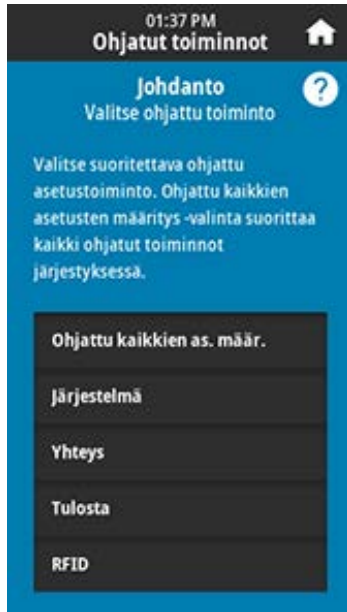 01:37 PM
Ohjatut toiminnot
Johdanto
?
Valitse ohjattu toiminto
Valitse suoritettava ohjattu
asetustoiminto. Ohjattu kaikkien
asetusten määritys -valinta suorittaa
kaikki ohjatut toiminnot
järjestyksessä.
Ohjattu kaikkien as. määr.
Järjestelmä
Yhteys
Tulosta
RFID